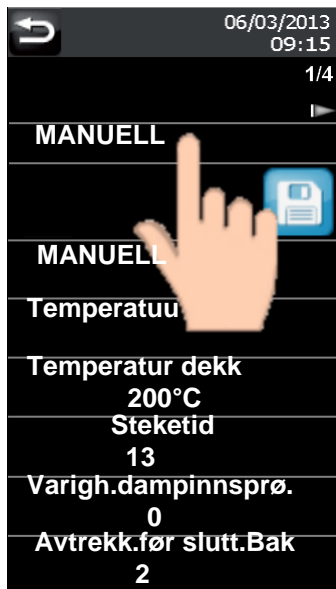 06/03/2013
09:15
1/4
MANUELL
MANUELL
Temperatuu
Temperatur dekk
200°C
Steketid
13
Varigh.dampinnsprø.
0
Avtrekk.før slutt.Bak
2